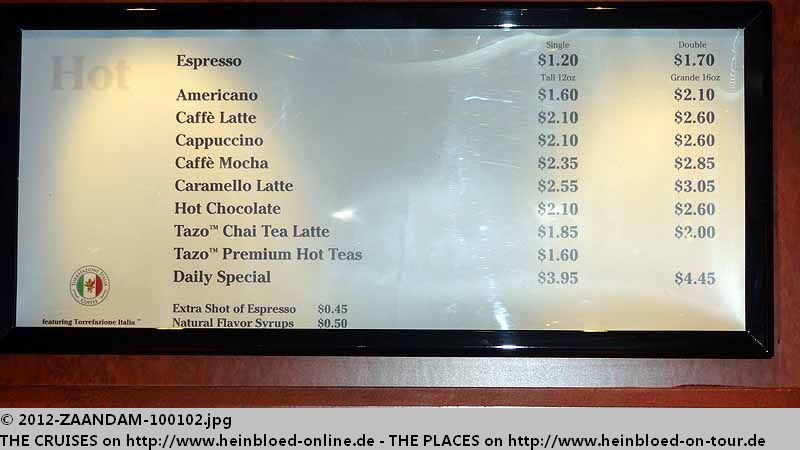 Hot
Single Double
Espresso $1.20 $1.70
Tall 12oz Grande 16oz
Americano $1.60 $2.10
Caffè Latte $2.10 $2.60
Cappuccino $2.10 $2.60
Caffè Mocha $2.35 $2.85
Caramello Latte $2.55 $3.05
Hot Chocolate $2.10 $2.60
Tazo™ Chai Tea Latte $1.85 $2.00
Tazo™ Premium Hot Teas $1.60
Daily Special $3.95 $4.45
TORREFAZIONE ITALIA
COFFEE
Extra Shot of Espresso $0.45
featuring Torrefazione Italia™ Natural Flavor Syrups $0.50
© 2012-ZAANDAM-100102.jpg
THE CRUISES on http://www.heinbloed-online.de - THE PLACES on http://www.heinbloed-on-tour.de